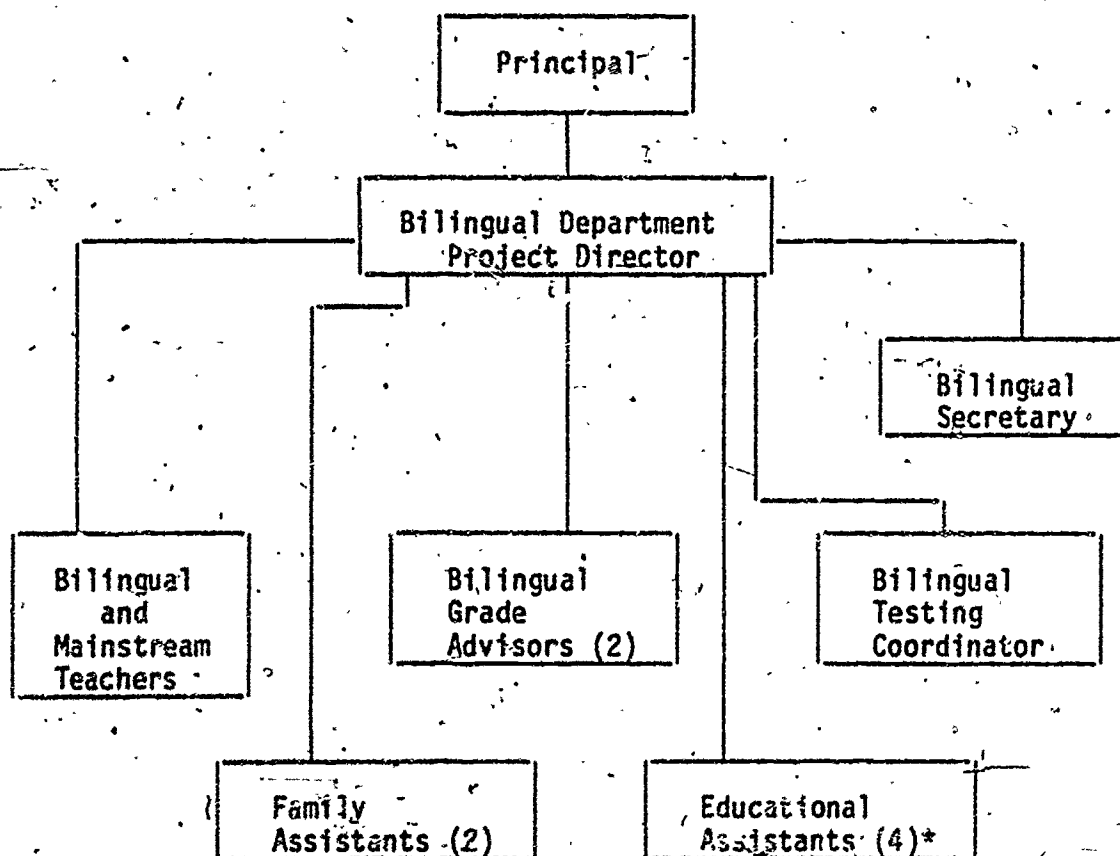 Principal
Bilingual Department
Project Director
Bilingual
Secretary
Bilingual
and
Mainstream
Teachers
Bilingual
Grade
Advisors (2)
Bilingual
Testing
Coordinator
Family
Assistants (2)
Educational
Assistants (4)*